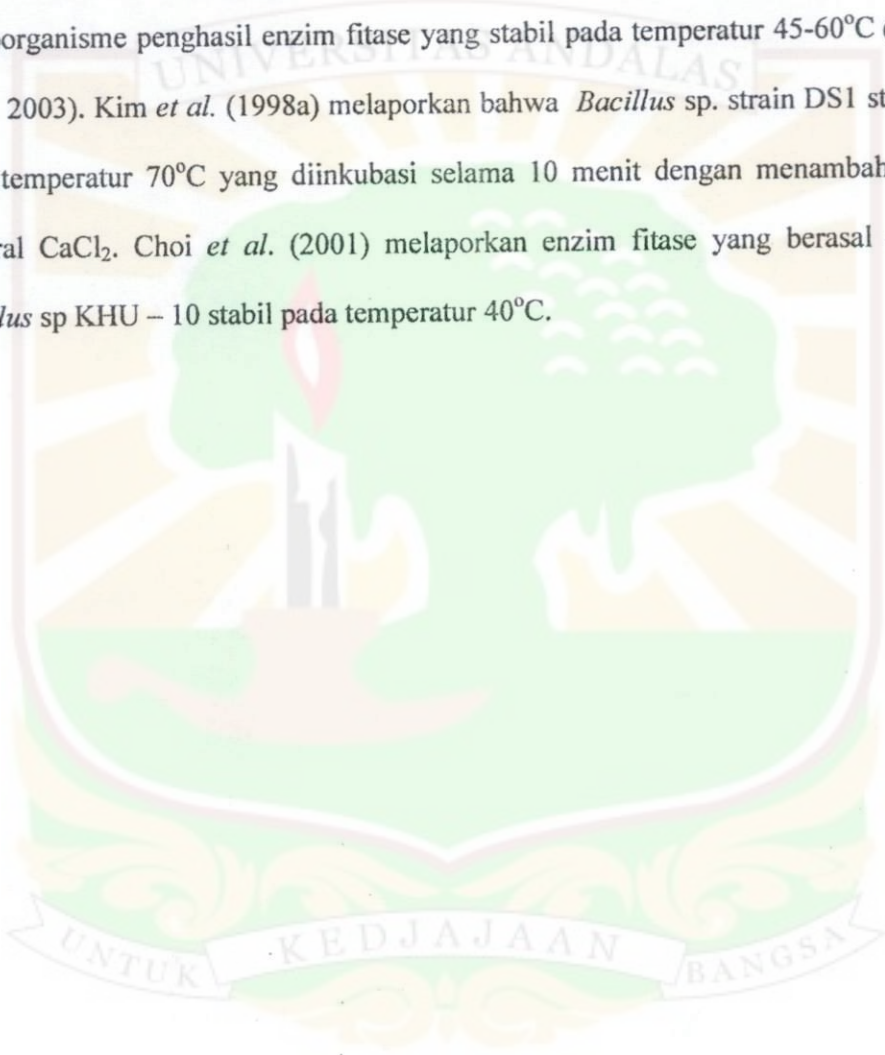 organisme penghasil enzim fitase yang stabil pada temperatur 45-60°C (
2003). Kim et al. (1998a) melaporkan bahwa Bacillus sp. strain DS1 st
temperatur 70°C yang diinkubasi selama 10 menit dengan menambah
al CaCl₂. Choi et al. (2001) melaporkan enzim fitase yang berasal
lus sp KHU – 10 stabil pada temperatur 40°C.
UNIVERSITAS ANDALAS
UNTUK KEDJAJAAN BANGSA